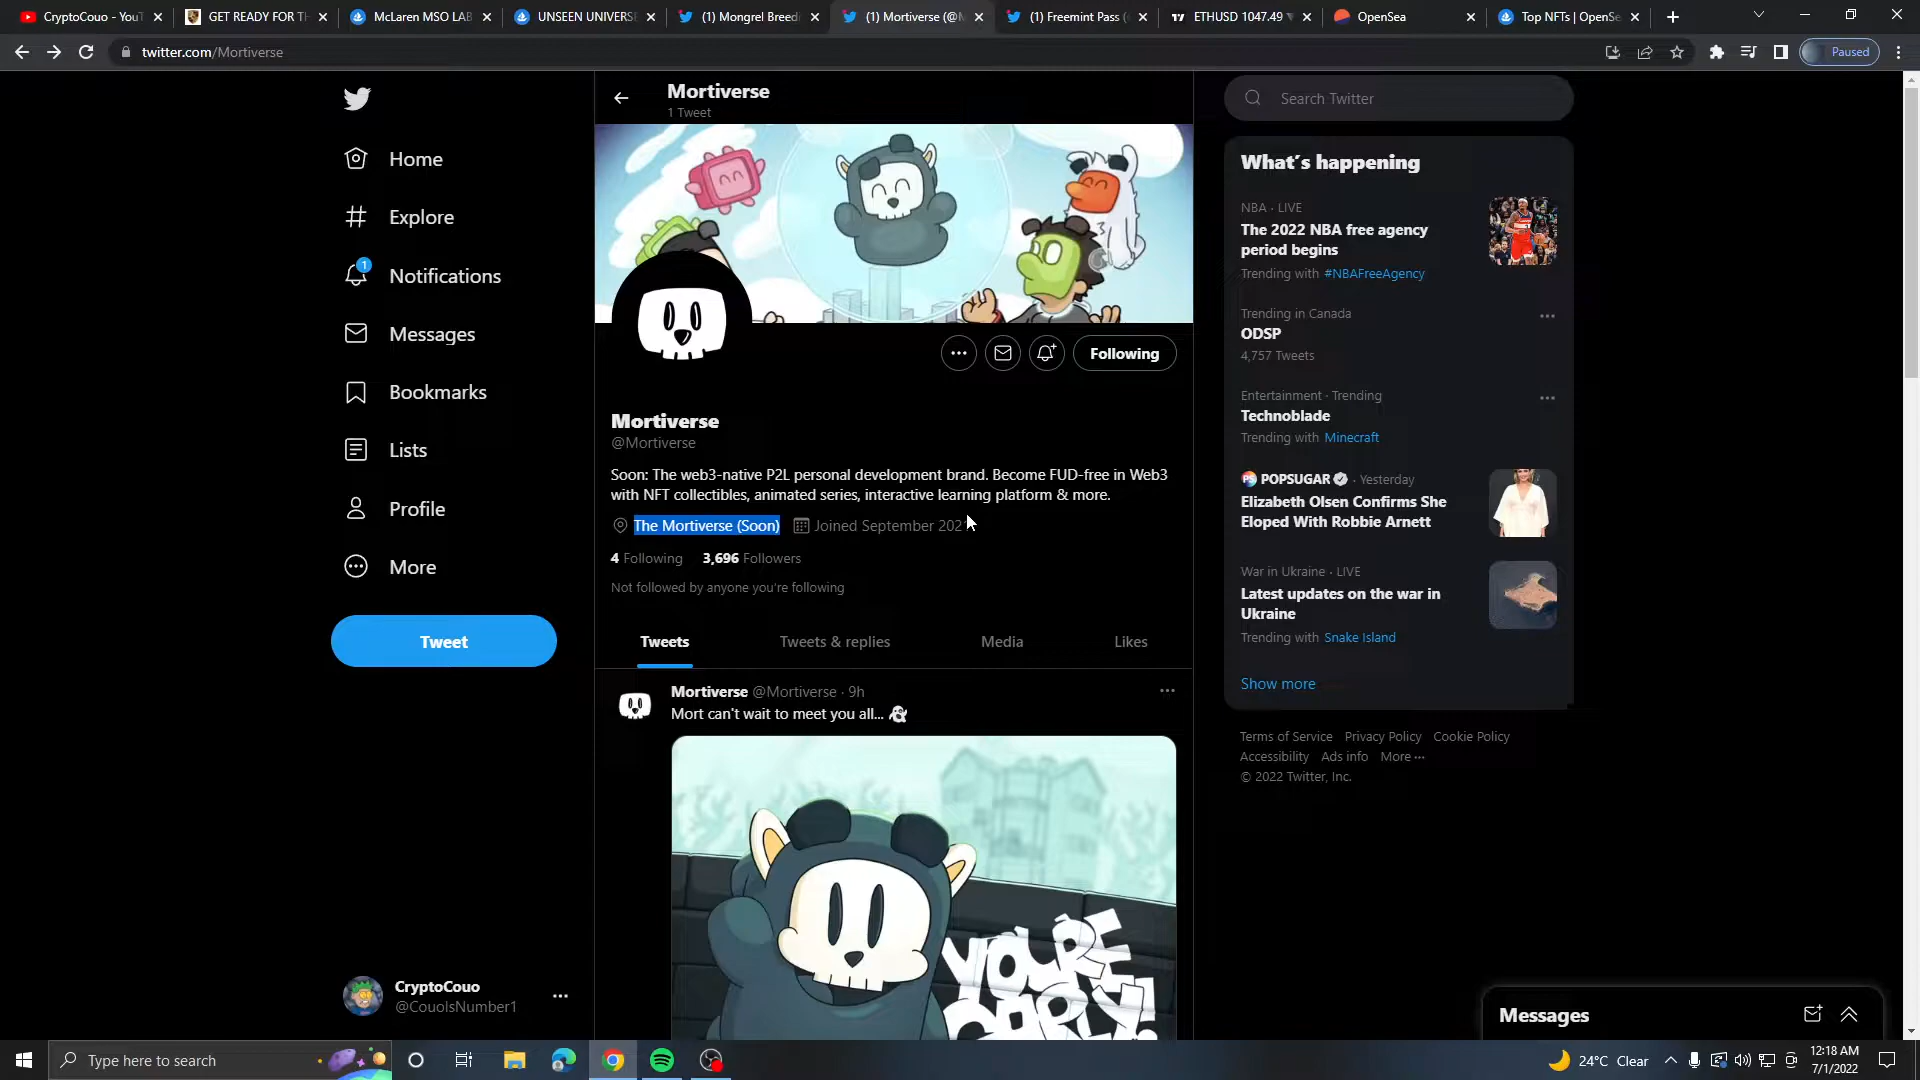 CryptoCouo - YouT
GET READY FOR TH
McLaren MSO LAB
UNSEEN UNIVERSE
(1) Mongrel Breedi
(1) Mortiverse (@M
(1) Freemint Pass (
ETHUSD 1047.49
OpenSea
Top NFTs | OpenSe
twitter.com/Mortiverse
Paused
Home
Explore
1
Notifications
Messages
Bookmarks
Lists
Profile
More
Tweet
CryptoCouo
@CouoIsNumber1
Mortiverse
1 Tweet
Following
Mortiverse
@Mortiverse
Soon: The web3-native P2L personal development brand. Become FUD-free in Web3
with NFT collectibles, animated series, interactive learning platform & more.
The Mortiverse (Soon) Joined September 2021
4 Following 3,696 Followers
Not followed by anyone you're following
Tweets Tweets & replies Media Likes
Mortiverse @Mortiverse · 9h
Mort can't wait to meet you all... 👻
YOU'RE
EARLY!
Search Twitter
What's happening
NBA · LIVE
The 2022 NBA free agency
period begins
Trending with #NBAFreeAgency
Trending in Canada
ODSP
4,757 Tweets
Entertainment · Trending
Technoblade
Trending with Minecraft
POPSUGAR · Yesterday
Elizabeth Olsen Confirms She
Eloped With Robbie Arnett
War in Ukraine · LIVE
Latest updates on the war in
Ukraine
Trending with Snake Island
Show more
Terms of Service Privacy Policy Cookie Policy
Accessibility Ads info More ···
© 2022 Twitter, Inc.
Messages
Type here to search
24°C Clear
12:18 AM
7/1/2022